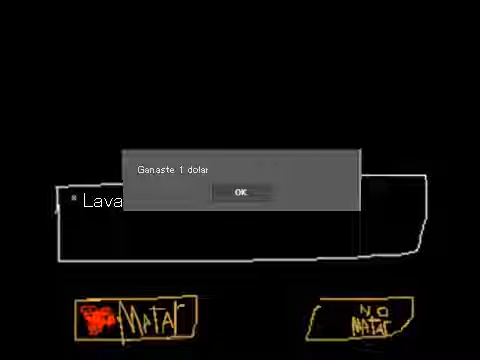 Ganaste 1 dolar
OK
* Lava
MATAR
NO
MATAR